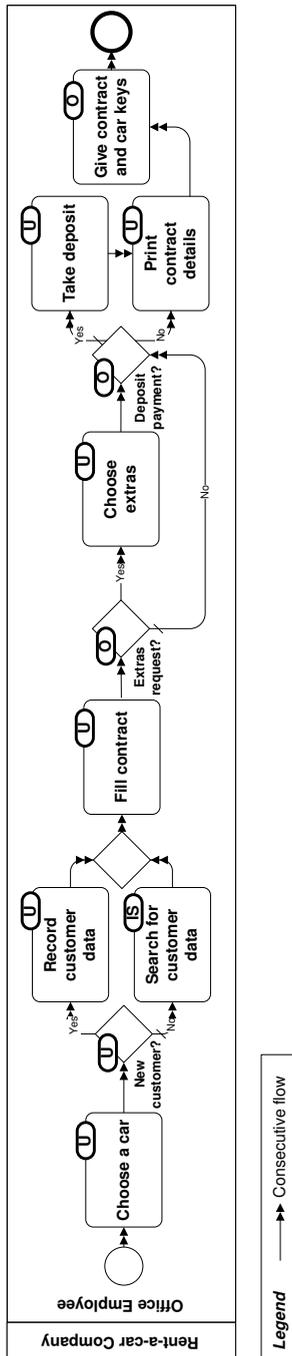 Rent-a-car Company
Office Employee
U
Choose a car
U
New
customer?
Yes
No
U
Record
customer
data
IS
Search for
customer
data
U
Fill contract
O
Extras
request?
Yes
No
U
Choose
extras
O
Deposit
payment?
Yes
No
U
Take deposit
U
Print
contract
details
O
Give contract
and car keys
Legend
Consecutive flow